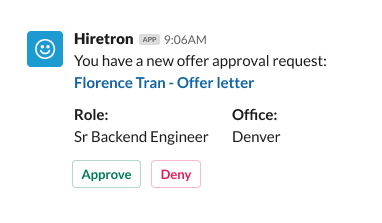 Hiretron APP 9:06AM
You have a new offer approval request:
Florence Tran - Offer letter
Role: Office:
Sr Backend Engineer Denver
Approve Deny